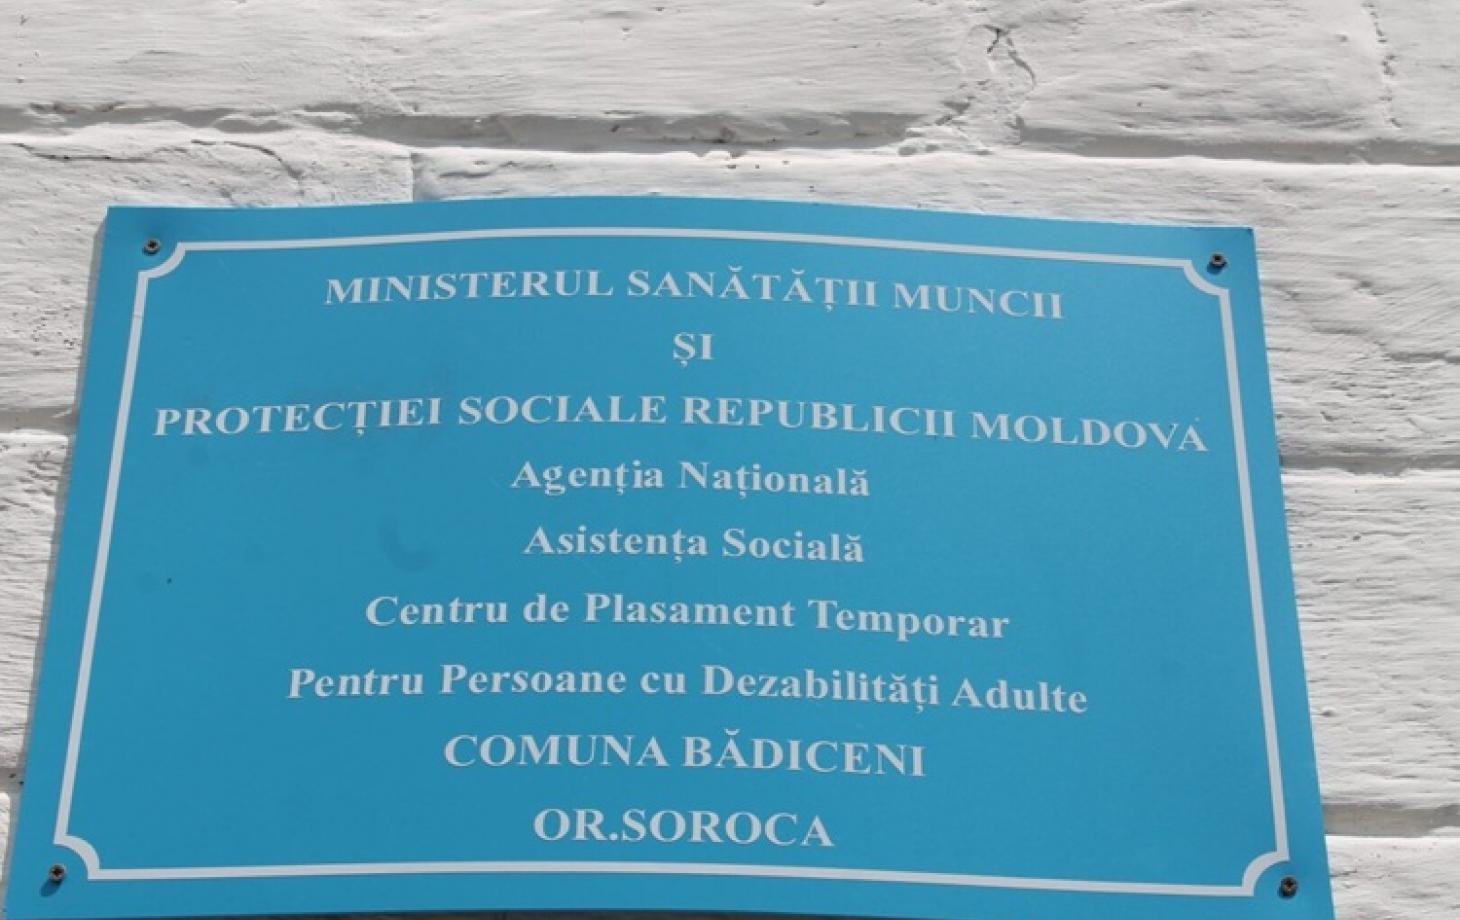 MINISTERUL SANĂTĂȚII MUNCII
ȘI
PROTECȚIEI SOCIALE REPUBLICII MOLDOVA
Agenția Națională
Asistența Socială
Centru de Plasament Temporar
Pentru Persoane cu Dezabilități Adulte
COMUNA BĂDICENI
OR.SOROCA